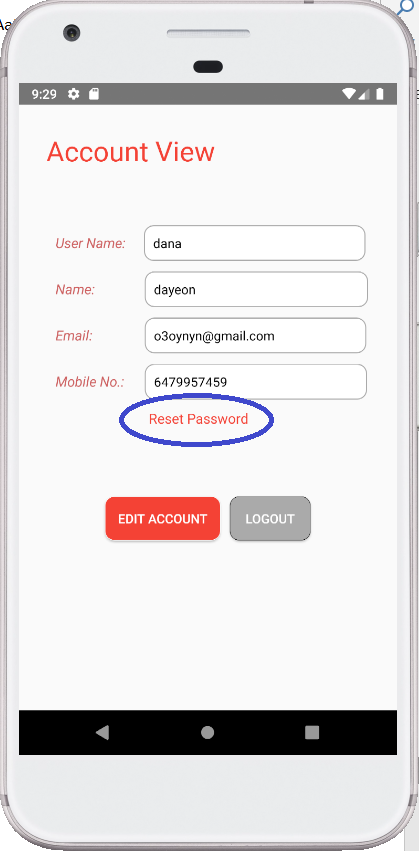 9:29
Account View
User Name: dana
Name: dayeon
Email: o3oynyn@gmail.com
Mobile No.: 6479957459
Reset Password
EDIT ACCOUNT LOGOUT